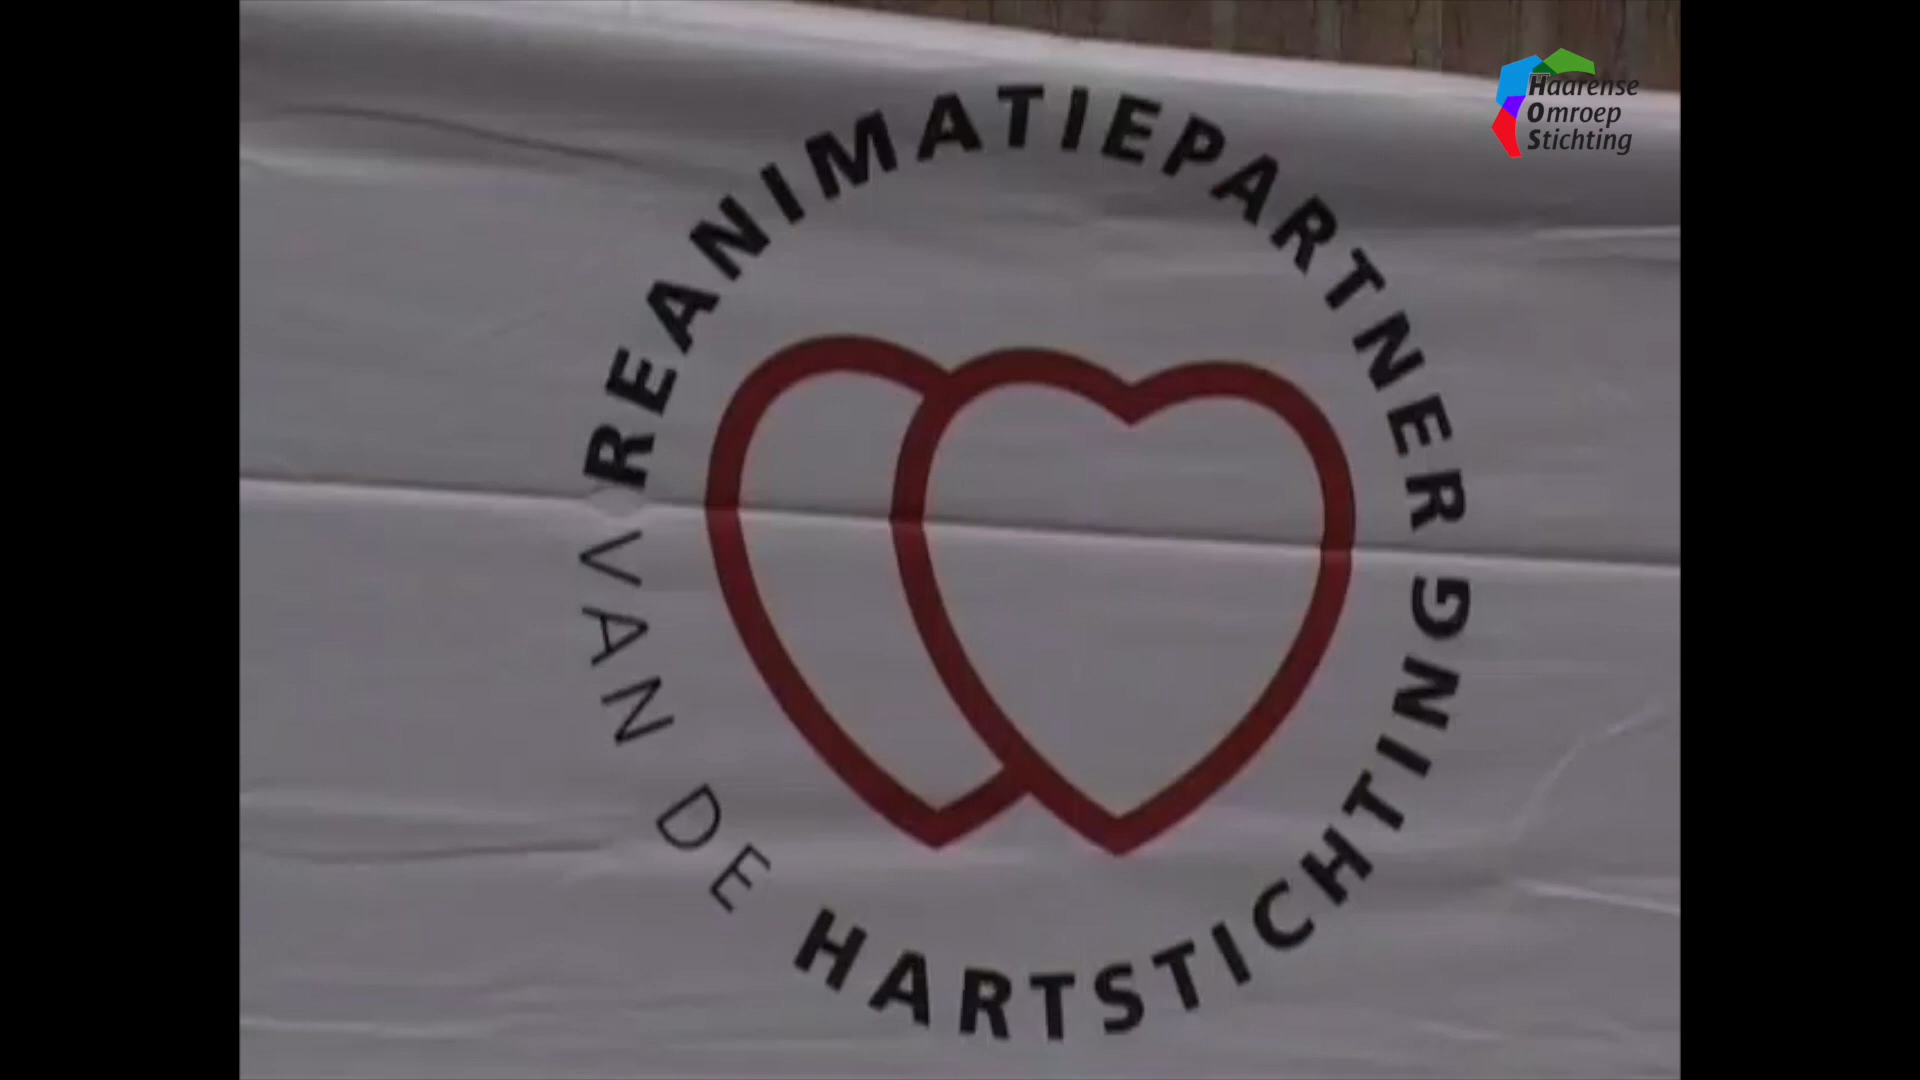 REANIMATIEPARTNER
VAN DE HARTSTICHTING
Haarense
Omroep
Stichting